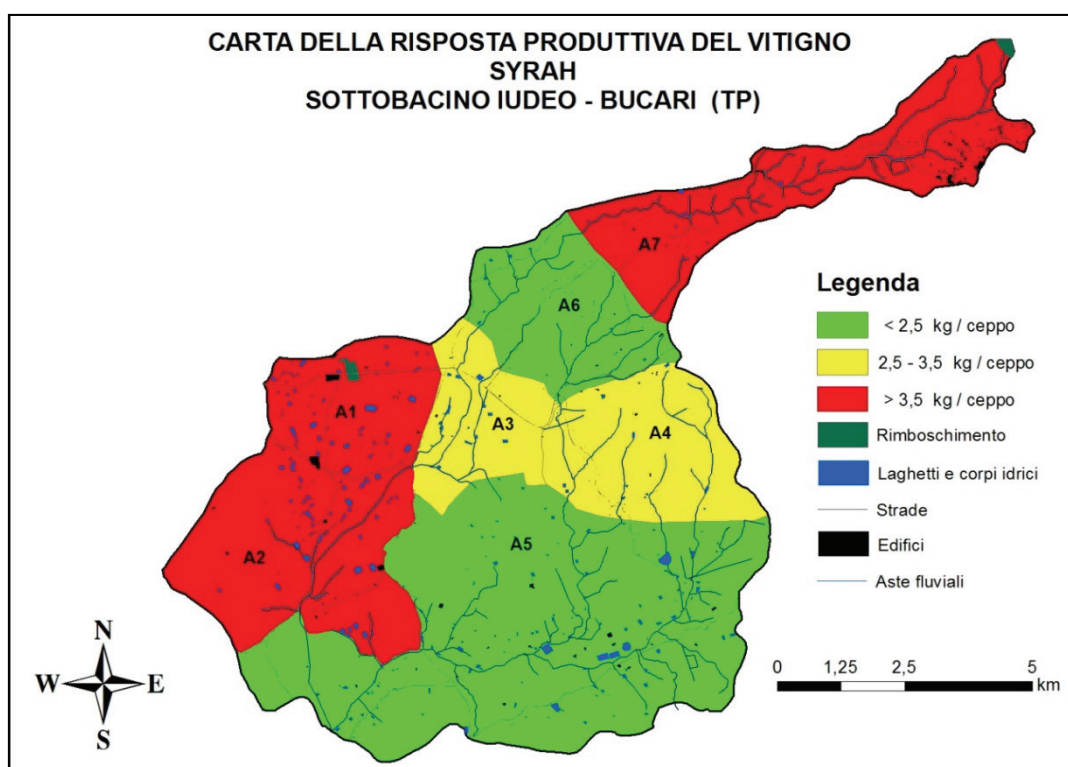 CARTA DELLA RISPOSTA PRODUTTIVA DEL VITIGNO
SYRAH
SOTTOBACINO IUDEO - BUCARI (TP)
A7
A6
A1
A3
A4
A2
A5
Legenda
< 2,5 kg / ceppo
2,5 - 3,5 kg / ceppo
> 3,5 kg / ceppo
Rimboschimento
Laghetti e corpi idrici
Strade
Edifici
Aste fluviali
N
W E
S
0 1,25 2,5 5
km